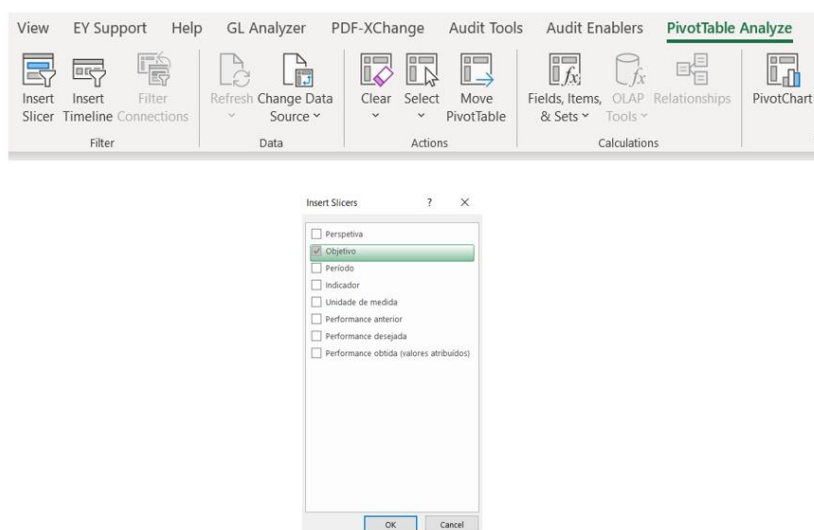 View EY Support Help GL Analyzer PDF-XChange Audit Tools Audit Enablers PivotTable Analyze
Insert Slicer
Insert Timeline
Filter Connections
Refresh
Change Data Source
Clear
Select
Move PivotTable
Fields, Items, & Sets
OLAP Tools
Relationships
PivotChart
Filter Data Actions Calculations
Insert Slicers ?
Perspetiva
Objetivo
Período
Indicador
Unidade de medida
Performance anterior
Performance desejada
Performance obtida (valores atribuídos)
OK Cancel